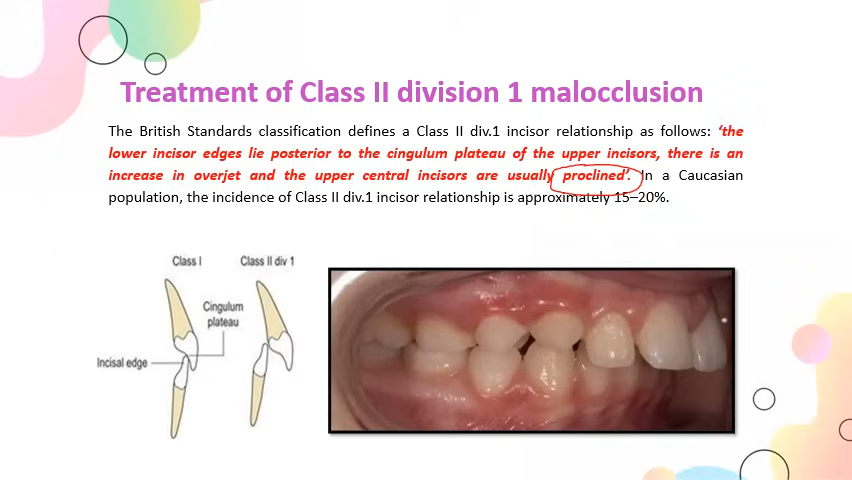 Treatment of Class II division 1 malocclusion
The British Standards classification defines a Class II div.1 incisor relationship as follows: ‘the
lower incisor edges lie posterior to the cingulum plateau of the upper incisors, there is an
increase in overjet and the upper central incisors are usually proclined’. In a Caucasian
population, the incidence of Class II div.1 incisor relationship is approximately 15–20%.
Class I
Class II div 1
Cingulum
plateau
Incisal edge